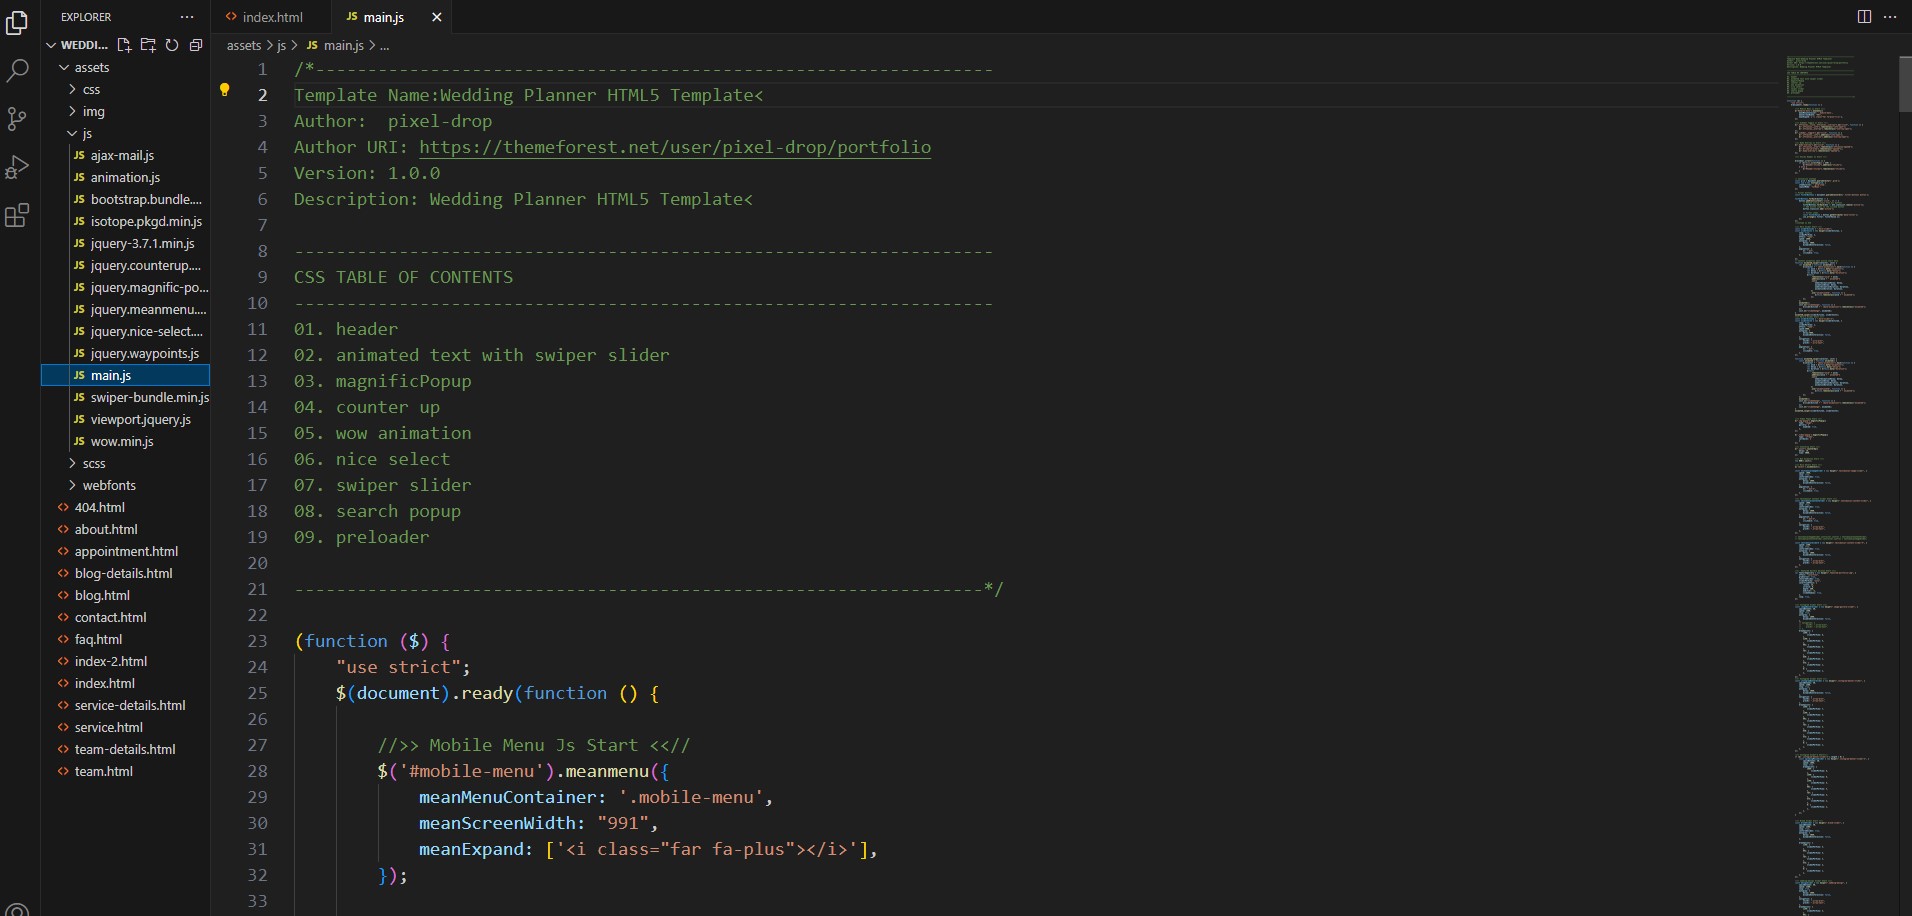 EXPLORER
WEDDI...
assets
css
img
js
JS ajax-mail.js
JS animation.js
JS bootstrap.bundle....
JS isotope.pkgd.min.js
JS jquery-3.7.1.min.js
JS jquery.counterup....
JS jquery.magnific-po...
JS jquery.meanmenu....
JS jquery.nice-select....
JS jquery.waypoints.js
JS main.js
JS swiper-bundle.min.js
JS viewport.jquery.js
JS wow.min.js
scss
webfonts
<> 404.html
<> about.html
<> appointment.html
<> blog-details.html
<> blog.html
<> contact.html
<> faq.html
<> index-2.html
<> index.html
<> service-details.html
<> service.html
<> team-details.html
<> team.html
<> index.html
JS main.js
assets > js > JS main.js > ...
1 /*-----------------------------------------------------------------
2 Template Name:Wedding Planner HTML5 Template<
3 Author:  pixel-drop
4 Author URI: https://themeforest.net/user/pixel-drop/portfolio
5 Version: 1.0.0
6 Description: Wedding Planner HTML5 Template<
7
8 -------------------------------------------------------------------
9 CSS TABLE OF CONTENTS
10 -------------------------------------------------------------------
11 01. header
12 02. animated text with swiper slider
13 03. magnificPopup
14 04. counter up
15 05. wow animation
16 06. nice select
17 07. swiper slider
18 08. search popup
19 09. preloader
20
21 ------------------------------------------------------------------*/
22
23 (function ($) {
24     "use strict";
25     $(document).ready(function () {
26
27         //>> Mobile Menu Js Start <<//
28         $('#mobile-menu').meanmenu({
29             meanMenuContainer: '.mobile-menu',
30             meanScreenWidth: "991",
31             meanExpand: ['<i class="far fa-plus"></i>'],
32         });
33